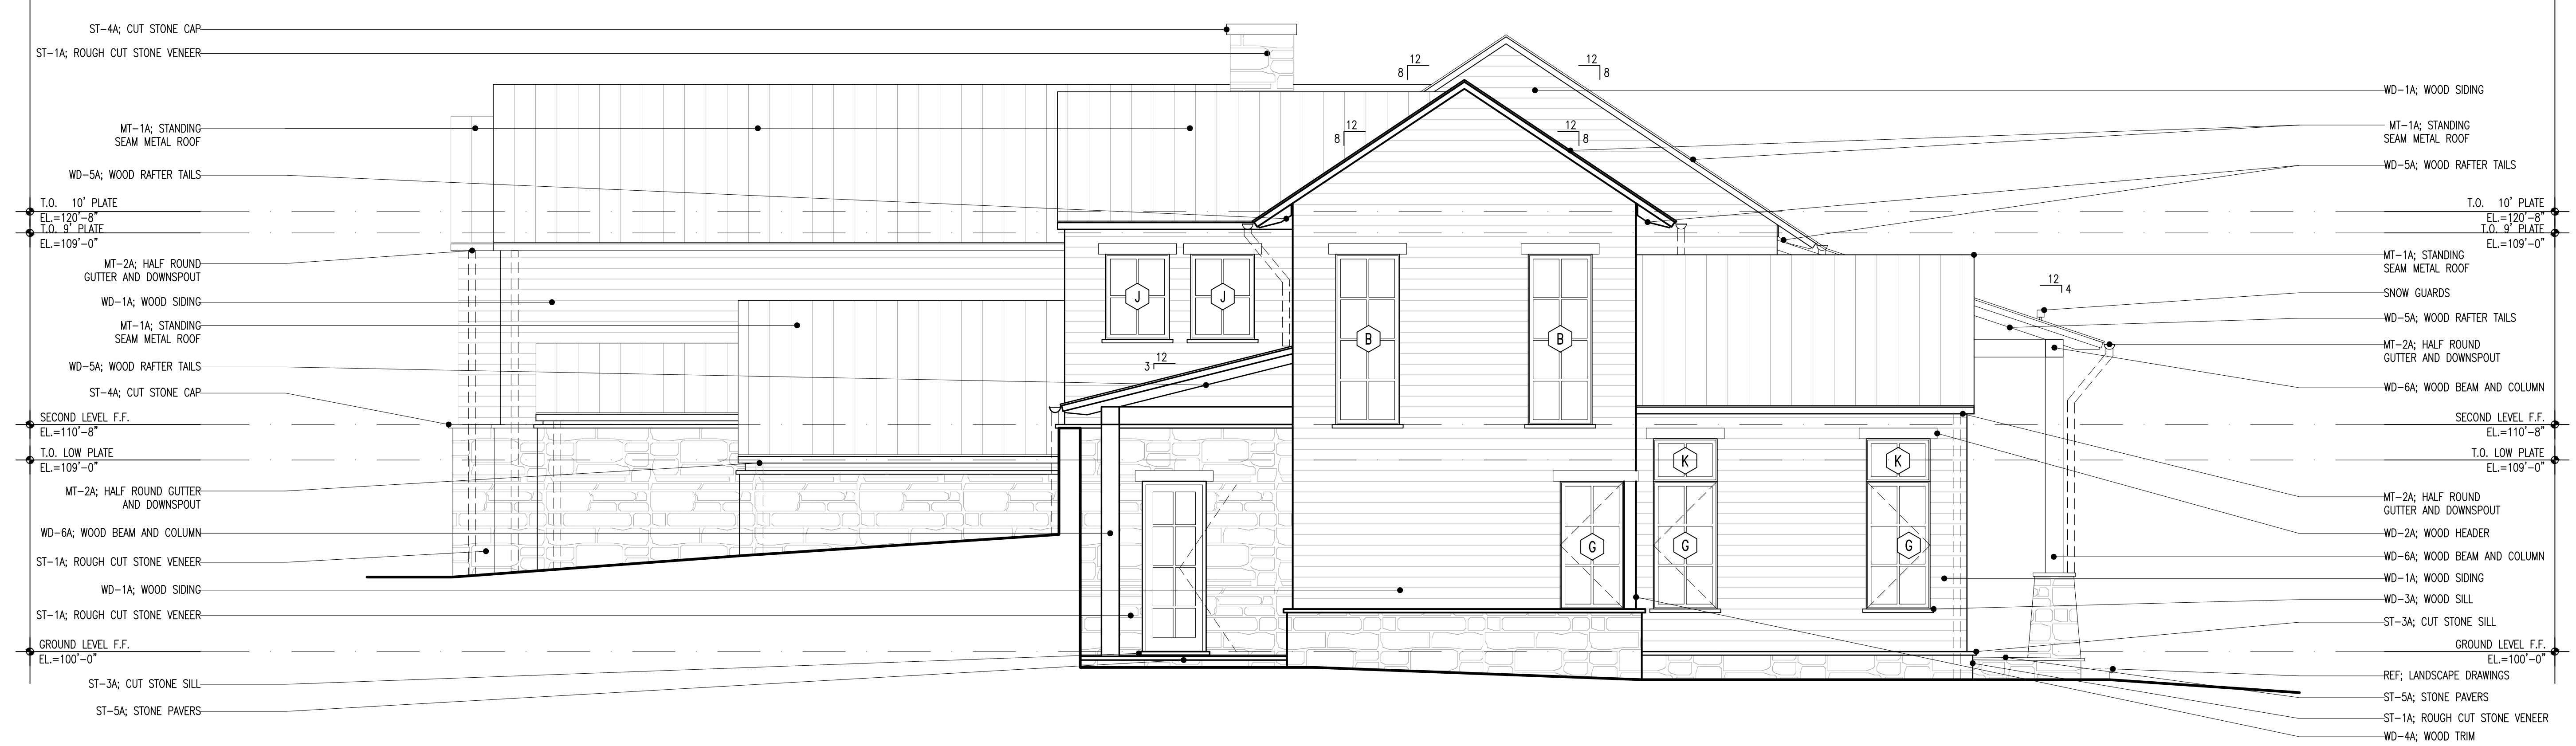 ST-4A; CUT STONE CAP
ST-1A; ROUGH CUT STONE VENEER
MT-1A; STANDING
SEAM METAL ROOF
WD-5A; WOOD RAFTER TAILS
T.O. 10' PLATE
EL.=120'-8"
T.O. 9' PLATE
EL.=109'-0"
MT-2A; HALF ROUND
GUTTER AND DOWNSPOUT
WD-1A; WOOD SIDING
MT-1A; STANDING
SEAM METAL ROOF
WD-5A; WOOD RAFTER TAILS
ST-4A; CUT STONE CAP
SECOND LEVEL F.F.
EL.=110'-8"
T.O. LOW PLATE
EL.=109'-0"
MT-2A; HALF ROUND GUTTER
AND DOWNSPOUT
WD-6A; WOOD BEAM AND COLUMN
ST-1A; ROUGH CUT STONE VENEER
WD-1A; WOOD SIDING
ST-1A; ROUGH CUT STONE VENEER
GROUND LEVEL F.F.
EL.=100'-0"
ST-3A; CUT STONE SILL
ST-5A; STONE PAVERS
12
8
12
8
12
8
12
8
J
J
B
B
12
3
12
4
K
K
G
G
G
WD-1A; WOOD SIDING
MT-1A; STANDING
SEAM METAL ROOF
WD-5A; WOOD RAFTER TAILS
T.O. 10' PLATE
EL.=120'-8"
T.O. 9' PLATE
EL.=109'-0"
MT-1A; STANDING
SEAM METAL ROOF
SNOW GUARDS
WD-5A; WOOD RAFTER TAILS
MT-2A; HALF ROUND
GUTTER AND DOWNSPOUT
WD-6A; WOOD BEAM AND COLUMN
SECOND LEVEL F.F.
EL.=110'-8"
T.O. LOW PLATE
EL.=109'-0"
MT-2A; HALF ROUND
GUTTER AND DOWNSPOUT
WD-2A; WOOD HEADER
WD-6A; WOOD BEAM AND COLUMN
WD-1A; WOOD SIDING
WD-3A; WOOD SILL
ST-3A; CUT STONE SILL
GROUND LEVEL F.F.
EL.=100'-0"
REF; LANDSCAPE DRAWINGS
ST-5A; STONE PAVERS
ST-1A; ROUGH CUT STONE VENEER
WD-4A; WOOD TRIM